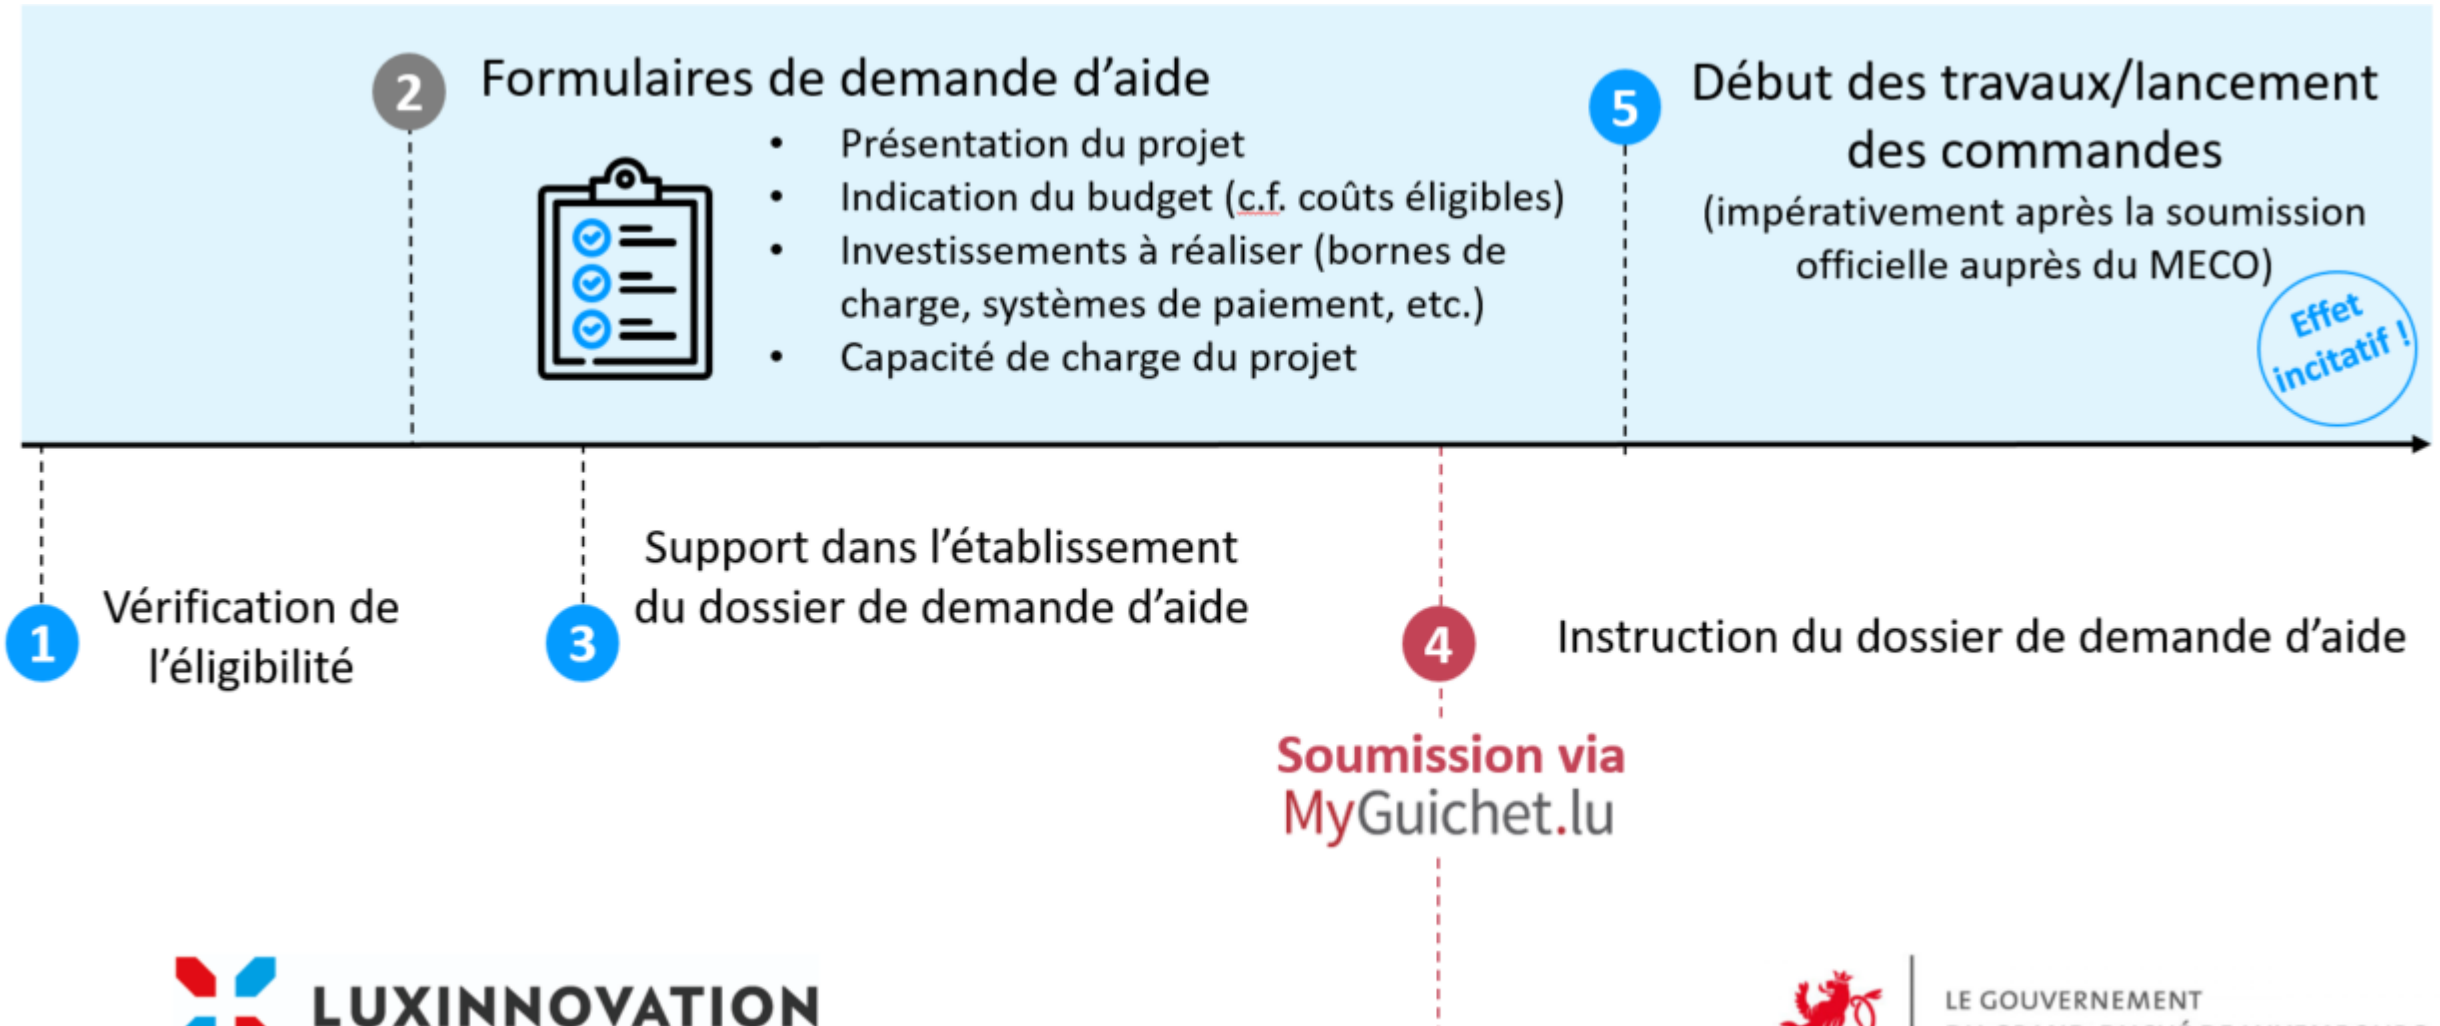 2 Formulaires de demande d'aide
• Présentation du projet
• Indication du budget (c.f. coûts éligibles)
• Investissements à réaliser (bornes de
charge, systèmes de paiement, etc.)
• Capacité de charge du projet
5 Début des travaux/lancement
des commandes
(impérativement après la soumission
officielle auprès du MECO)
Effet
incitatif !
1 Vérification de
l'éligibilité
3 Support dans l'établissement
du dossier de demande d'aide
4 Instruction du dossier de demande d'aide
Soumission via
MyGuichet.lu
LUXINNOVATION
LE GOUVERNEMENT